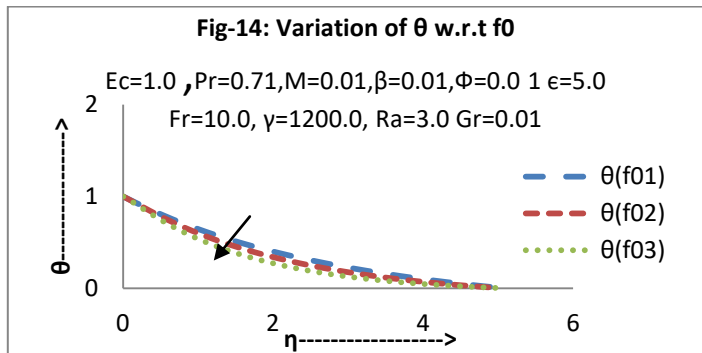 Fig-14: Variation of θ w.r.t f0
Ec=1.0 ,Pr=0.71,M=0.01,β=0.01,Φ=0.0 1 ϵ=5.0
Fr=10.0, γ=1200.0, Ra=3.0 Gr=0.01
2
1
0
θ---------------->
θ(f01)
θ(f02)
θ(f03)
0
2
4
6
η------------------->